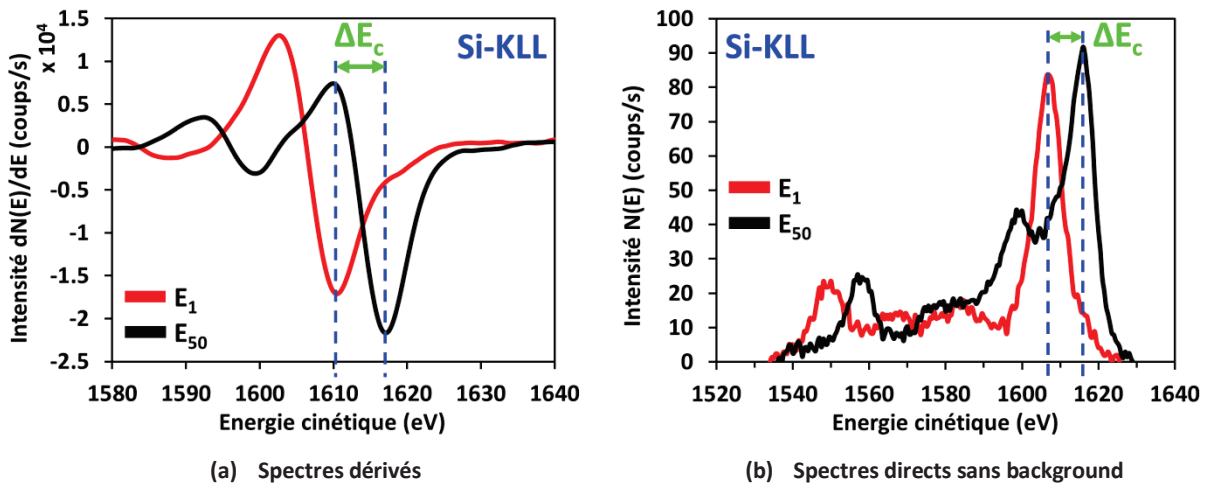 Intensité dN(E)/dE (coups/s)
x 10⁴
1.5
1
0.5
0
-0.5
-1
-1.5
-2
-2.5
ΔEc
Si-KLL
E₁
E₅₀
1580 1590 1600 1610 1620 1630 1640
Energie cinétique (eV)
(a) Spectres dérivés
Intensité N(E) (coups/s)
100
90
80
70
60
50
40
30
20
10
0
Si-KLL
ΔEc
E₁
E₅₀
1520 1540 1560 1580 1600 1620 1640
Energie cinétique (eV)
(b) Spectres directs sans background